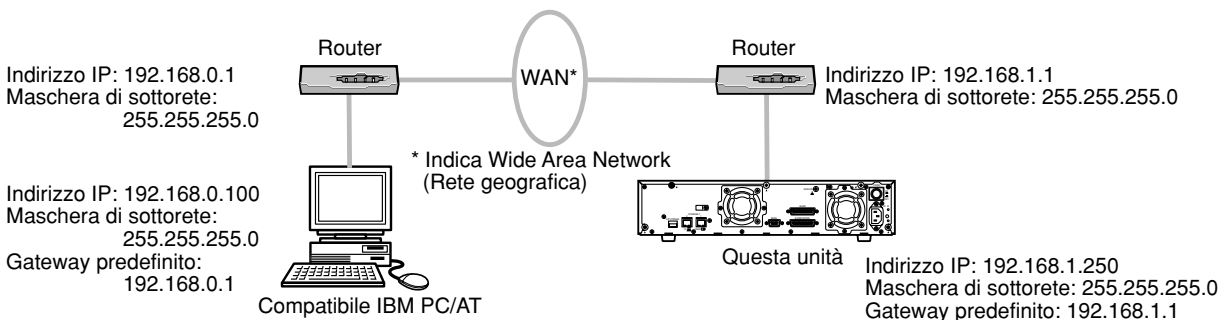 Router
Indirizzo IP: 192.168.0.1
Maschera di sottorete:
255.255.255.0
WAN*
Router
Indirizzo IP: 192.168.1.1
Maschera di sottorete: 255.255.255.0
* Indica Wide Area Network
(Rete geografica)
Indirizzo IP: 192.168.0.100
Maschera di sottorete:
255.255.255.0
Gateway predefinito:
192.168.0.1
Compatibile IBM PC/AT
Questa unità
Indirizzo IP: 192.168.1.250
Maschera di sottorete: 255.255.255.0
Gateway predefinito: 192.168.1.1